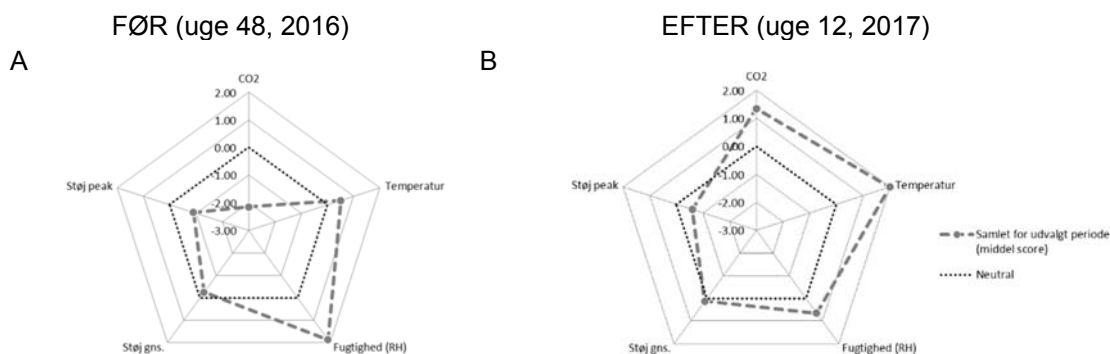 FØR (uge 48, 2016)
EFTER (uge 12, 2017)
A
CO2
2.00
1.00
0.00
-1.00
-2.00
-3.00
Støj peak
Temperatur
Støj gns.
Fugtighed (RH)
B
CO2
2.00
1.00
0.00
-1.00
-2.00
-3.00
Støj peak
Temperatur
Støj gns.
Fugtighed (RH)
Samlet for udvalgt periode
(middel score)
Neutral